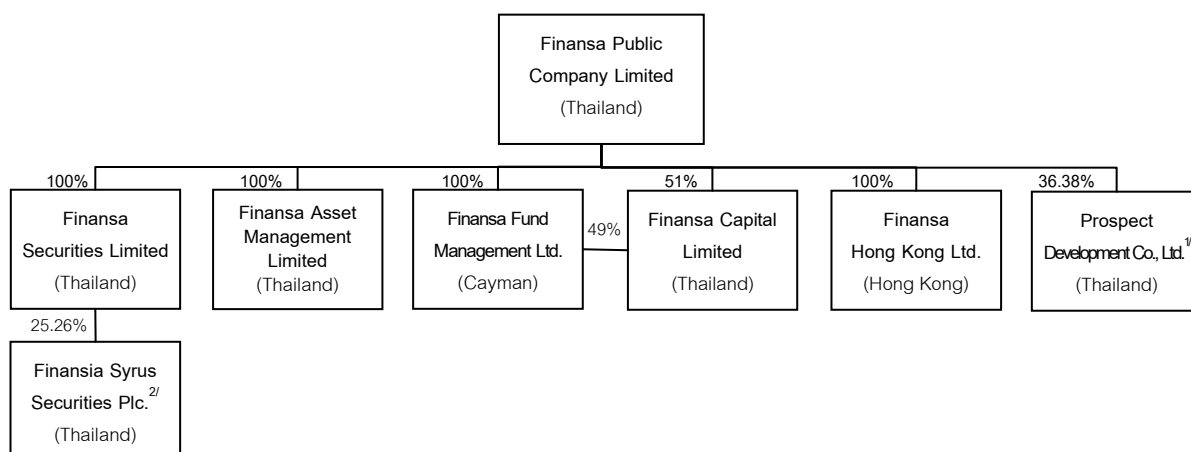 Finansa Public
Company Limited
(Thailand)
100%
100%
100%
51%
100%
36.38%
Finansa
Securities Limited
(Thailand)
Finansa Asset
Management
Limited
(Thailand)
Finansa Fund
Management Ltd.
(Cayman)
49%
Finansa Capital
Limited
(Thailand)
Finansa
Hong Kong Ltd.
(Hong Kong)
Prospect
Development Co., Ltd.1/
(Thailand)
25.26%
Finansia Syrus
Securities Plc.2/
(Thailand)